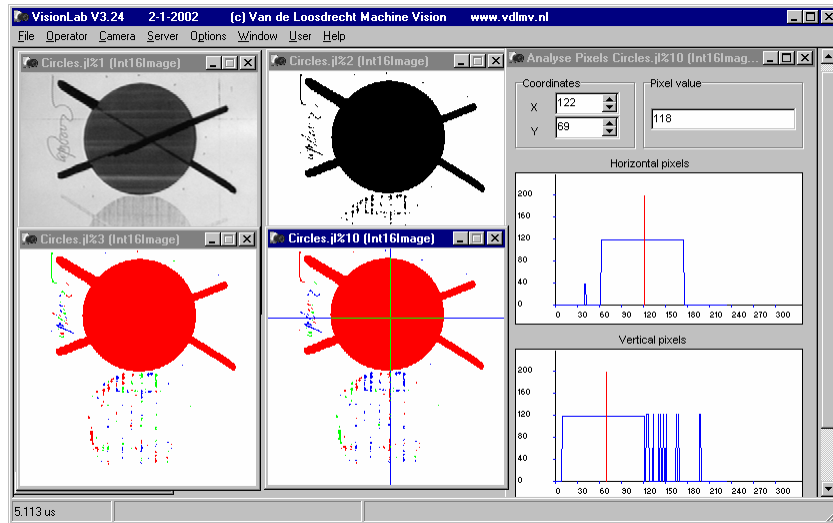 VisionLab V3.24 2-1-2002 (c) Van de Loosdrecht Machine Vision www.vdlmv.nl
File Operator Camera Server Options Window User Help
Circles.jl%1 (Int16Image)
Circles.jl%2 (Int16Image)
Analyse Pixels Circles.jl%10 (Int16Imag...
Coordinates
X 122
Y 69
Pixel value
118
Horizontal pixels
200
160
120
80
40
0
0 30 60 90 120 150 180 210 240 270 300
Circles.jl%3 (Int16Image)
Circles.jl%10 (Int16Image)
Vertical pixels
200
160
120
80
40
0
0 30 60 90 120 150 180 210 240 270 300
5.113 us